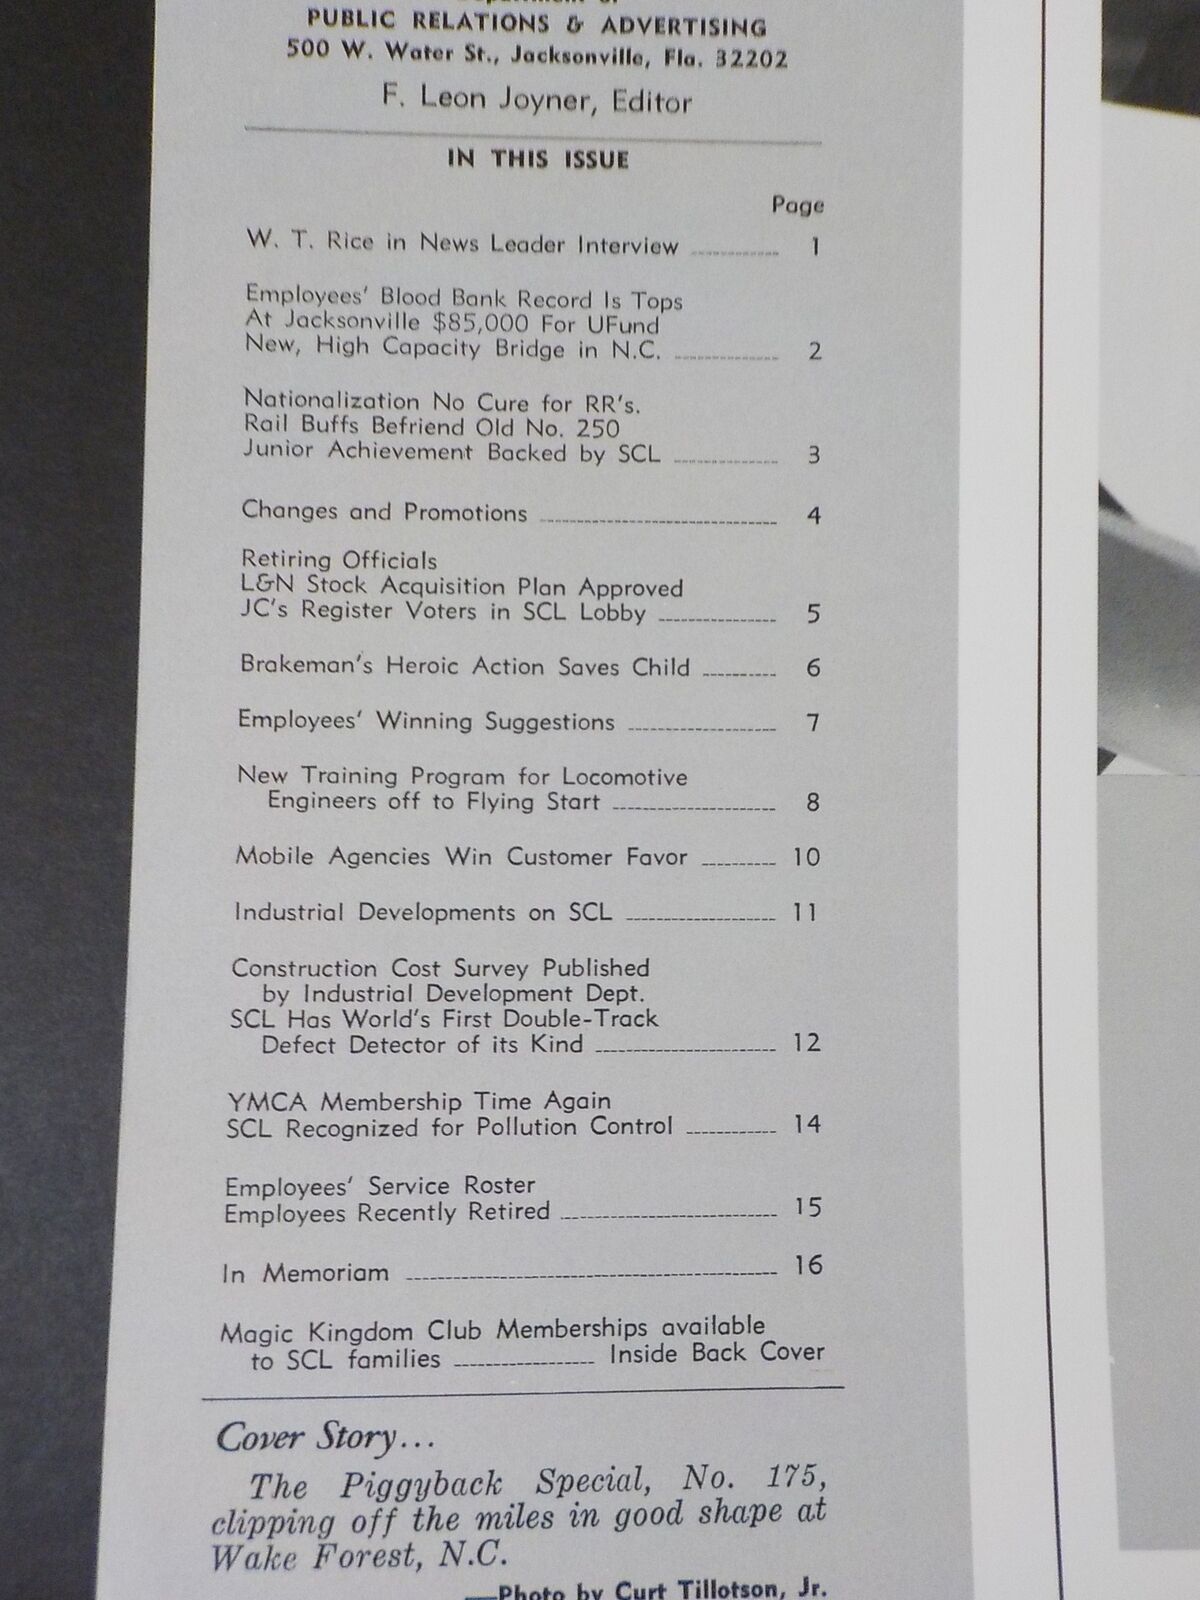 Department of
PUBLIC RELATIONS & ADVERTISING
500 W. Water St., Jacksonville, Fla. 32202
F. Leon Joyner, Editor
IN THIS ISSUE
Page
W. T. Rice in News Leader Interview 1
Employees' Blood Bank Record Is Tops
At Jacksonville $85,000 For UFund
New, High Capacity Bridge in N.C. 2
Nationalization No Cure for RR's.
Rail Buffs Befriend Old No. 250
Junior Achievement Backed by SCL 3
Changes and Promotions 4
Retiring Officials
L&N Stock Acquisition Plan Approved
JC's Register Voters in SCL Lobby 5
Brakeman's Heroic Action Saves Child 6
Employees' Winning Suggestions 7
New Training Program for Locomotive
Engineers off to Flying Start 8
Mobile Agencies Win Customer Favor 10
Industrial Developments on SCL 11
Construction Cost Survey Published
by Industrial Development Dept.
SCL Has World's First Double-Track
Defect Detector of its Kind 12
YMCA Membership Time Again
SCL Recognized for Pollution Control 14
Employees' Service Roster
Employees Recently Retired 15
In Memoriam 16
Magic Kingdom Club Memberships available
to SCL families Inside Back Cover
Cover Story...
The Piggyback Special, No. 175,
clipping off the miles in good shape at
Wake Forest, N.C.
—Photo by Curt Tillotson, Jr.